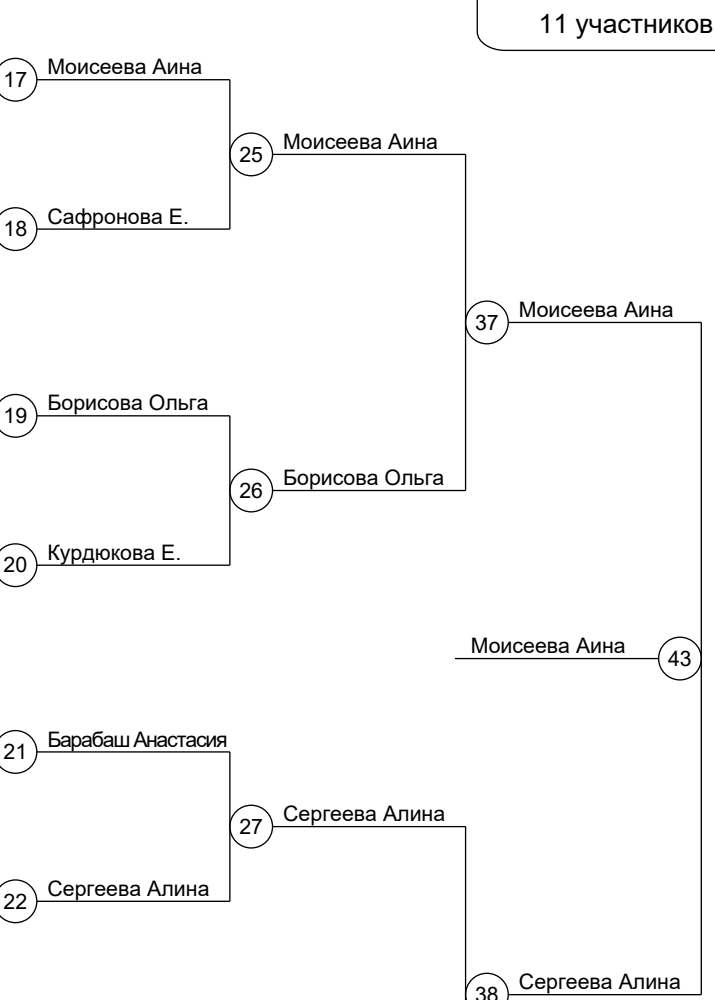 11 участников
Моисеева Аина
17
Моисеева Аина
25
Сафронова Е.
18
Моисеева Аина
37
Борисова Ольга
19
Борисова Ольга
26
Курдюкова Е.
20
Моисеева Аина
43
Барабаш Анастасия
21
Сергеева Алина
27
Сергеева Алина
22
Сергеева Алина
38